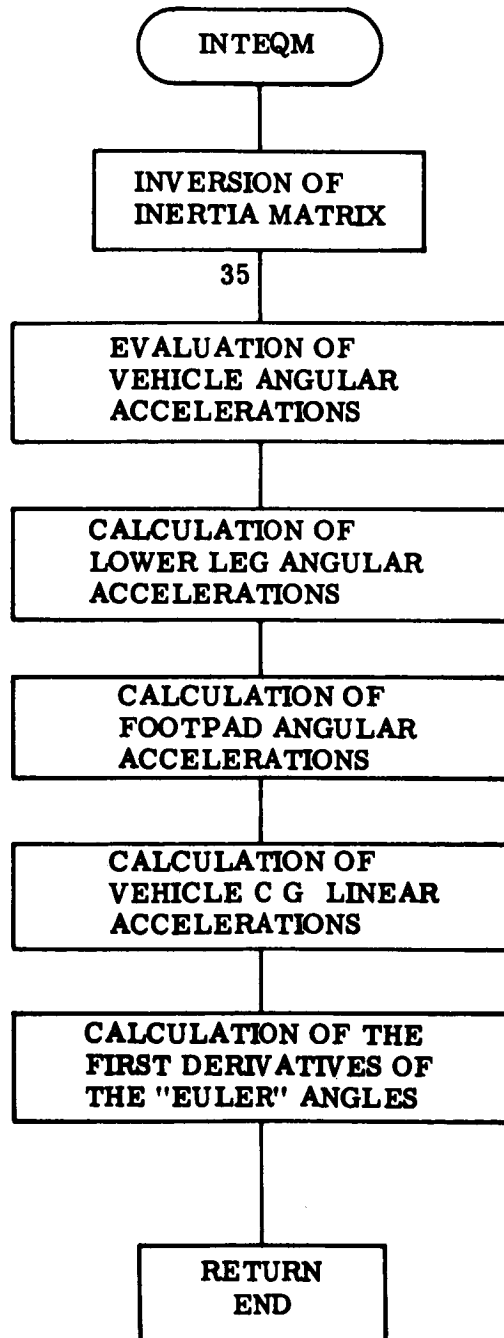 INTEQM
INVERSION OF
INERTIA MATRIX
35
EVALUATION OF
VEHICLE ANGULAR
ACCELERATIONS
CALCULATION OF
LOWER LEG ANGULAR
ACCELERATIONS
CALCULATION OF
FOOTPAD ANGULAR
ACCELERATIONS
CALCULATION OF
VEHICLE C G LINEAR
ACCELERATIONS
CALCULATION OF THE
FIRST DERIVATIVES OF
THE "EULER" ANGLES
RETURN
END